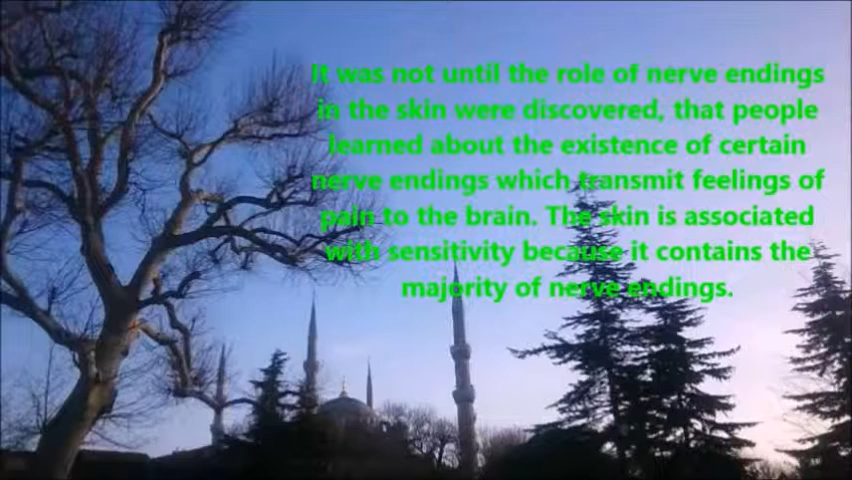 It was not until the role of nerve endings
in the skin were discovered, that people
learned about the existence of certain
nerve endings which transmit feelings of
pain to the brain. The skin is associated
with sensitivity because it contains the
majority of nerve endings.